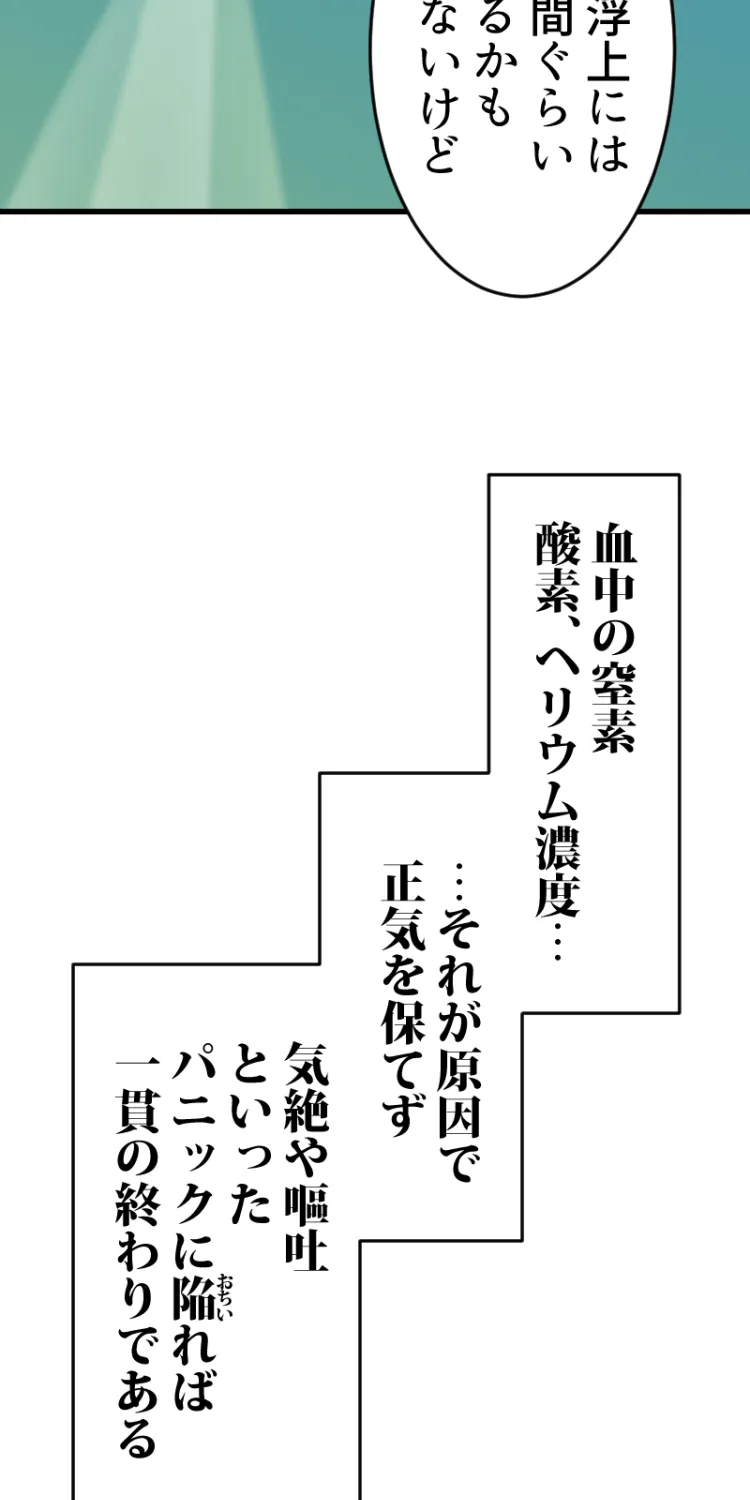 浮上には
間ぐらい
るかも
ないけど
血中の窒素
酸素、ヘリウム濃度…
…それが原因で
正気を保てず
気絶や嘔吐
といった
パニックに陥れば
おちい
一貫の終わりである